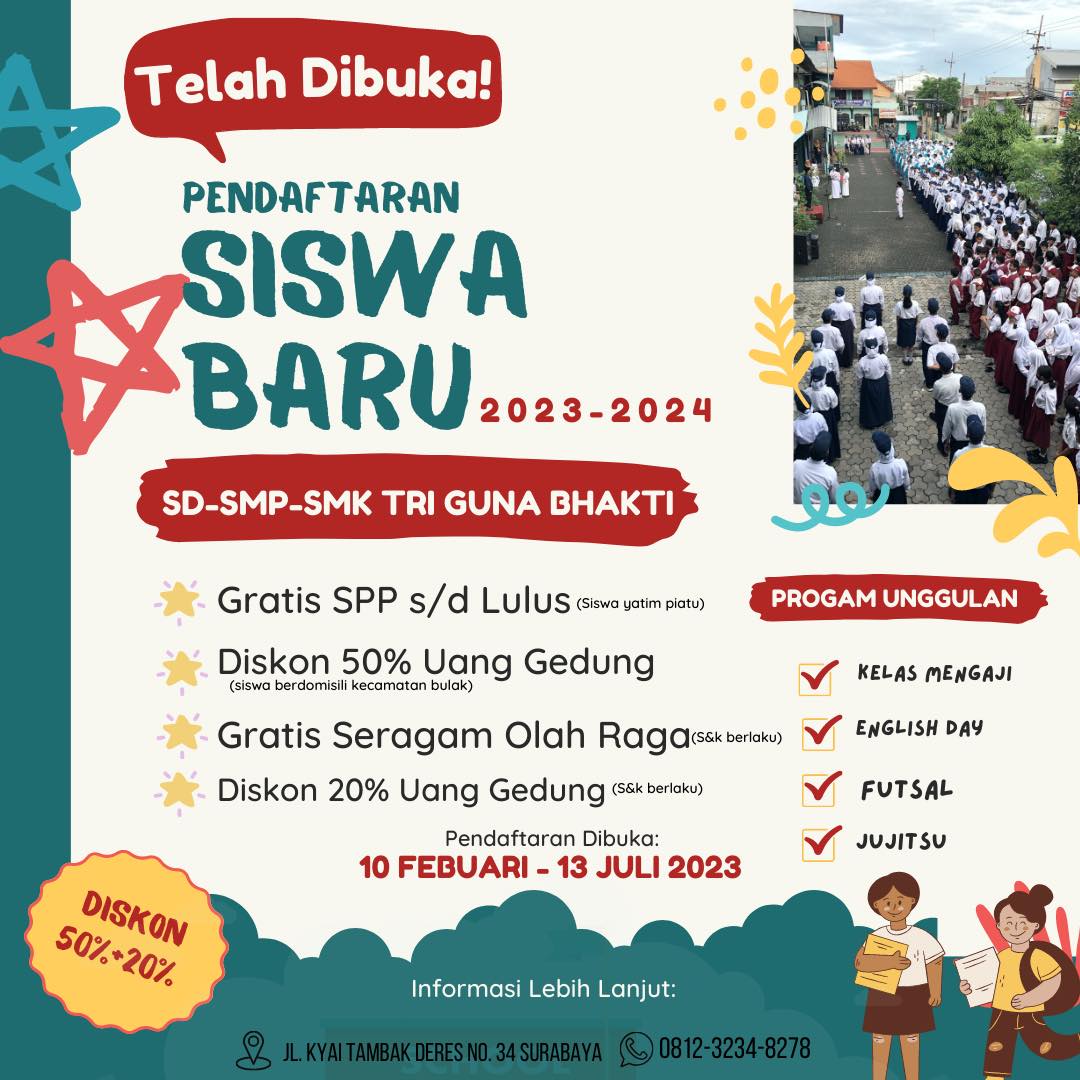 Telah Dibuka!
PENDAFTARAN
SISWA
BARU 2023-2024
SD-SMP-SMK TRI GUNA BHAKTI
Gratis SPP s/d Lulus (Siswa yatim piatu)
Diskon 50% Uang Gedung
(siswa berdomisili kecamatan bulak)
Gratis Seragam Olah Raga(S&k berlaku)
Diskon 20% Uang Gedung (S&k berlaku)
Pendaftaran Dibuka:
10 FEBUARI - 13 JULI 2023
PROGAM UNGGULAN
KELAS MENGAJI
ENGLISH DAY
FUTSAL
JUJITSU
DISKON
50%+20%
Informasi Lebih Lanjut:
JL. KYAI TAMBAK DERES NO. 34 SURABAYA
0812-3234-8278
SCHOOL